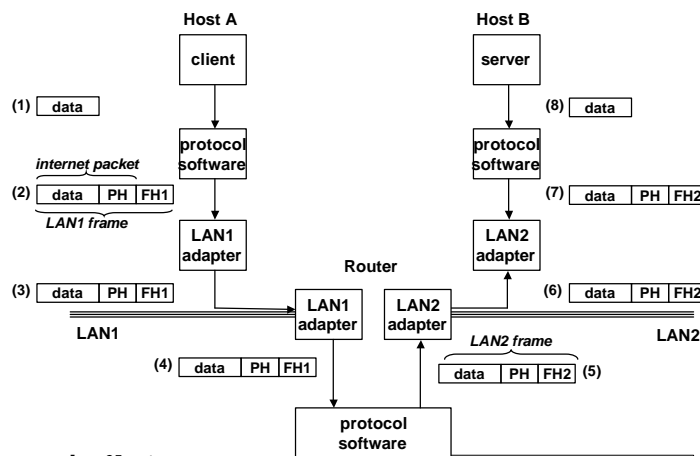 Host A
Host B
client
server
(1) data
(8) data
protocol
software
protocol
software
internet packet
(2) data PH FH1
LAN1 frame
(7) data PH FH2
LAN1
adapter
LAN2
adapter
Router
(3) data PH FH1
(6) data PH FH2
LAN1
adapter
LAN2
adapter
LAN1
LAN2
LAN2 frame
(4) data PH FH1
data PH FH2 (5)
protocol
software